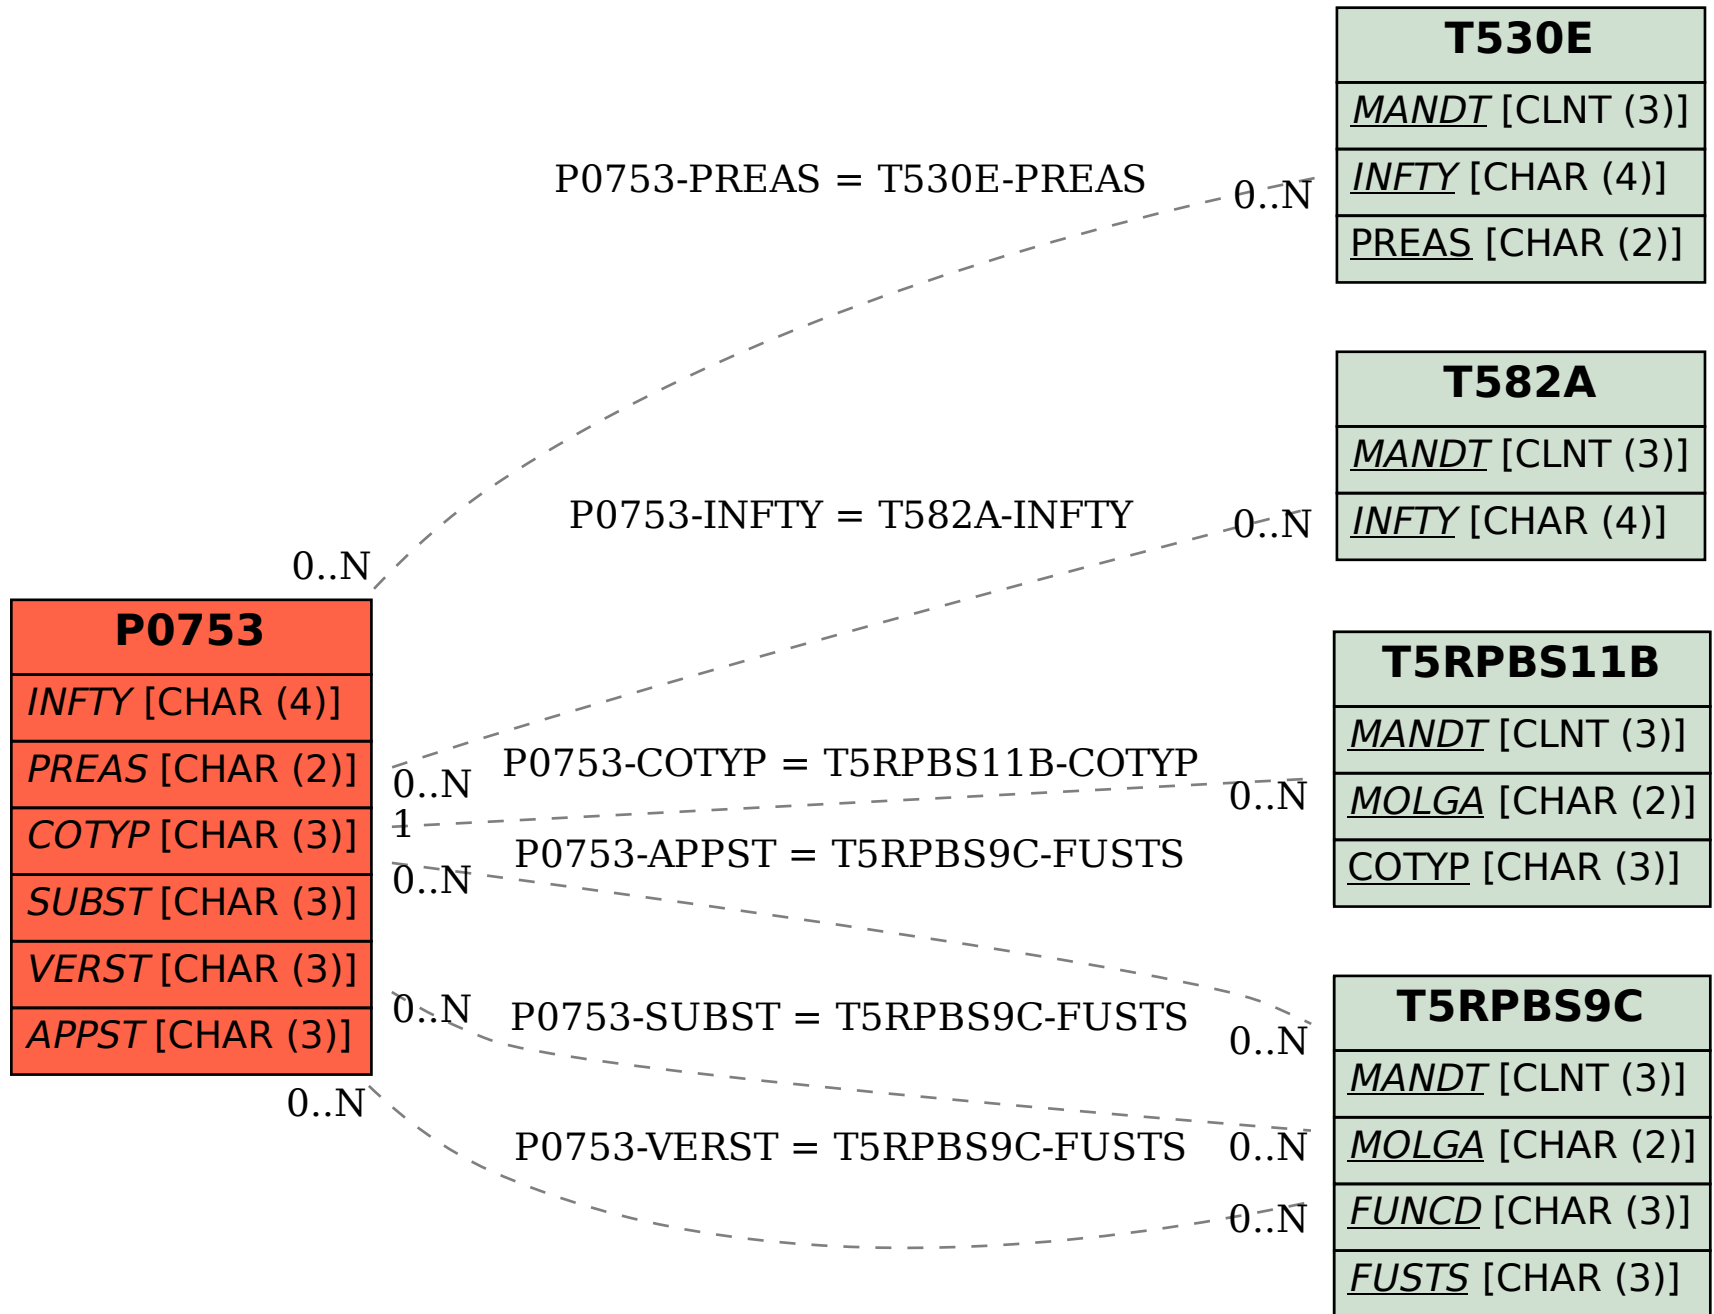 T530E
MANDT [CLNT (3)]
INFTY [CHAR (4)]
PREAS [CHAR (2)]
P0753-PREAS = T530E-PREAS
0..N
0..N
T582A
MANDT [CLNT (3)]
INFTY [CHAR (4)]
P0753-INFTY = T582A-INFTY
0..N
0..N
P0753
INFTY [CHAR (4)]
PREAS [CHAR (2)]
COTYP [CHAR (3)]
SUBST [CHAR (3)]
VERST [CHAR (3)]
APPST [CHAR (3)]
T5RPBS11B
MANDT [CLNT (3)]
MOLGA [CHAR (2)]
COTYP [CHAR (3)]
P0753-COTYP = T5RPBS11B-COTYP
1
0..N
P0753-APPST = T5RPBS9C-FUSTS
0..N
0..N
P0753-SUBST = T5RPBS9C-FUSTS
0..N
0..N
P0753-VERST = T5RPBS9C-FUSTS
0..N
0..N
T5RPBS9C
MANDT [CLNT (3)]
MOLGA [CHAR (2)]
FUNCD [CHAR (3)]
FUSTS [CHAR (3)]